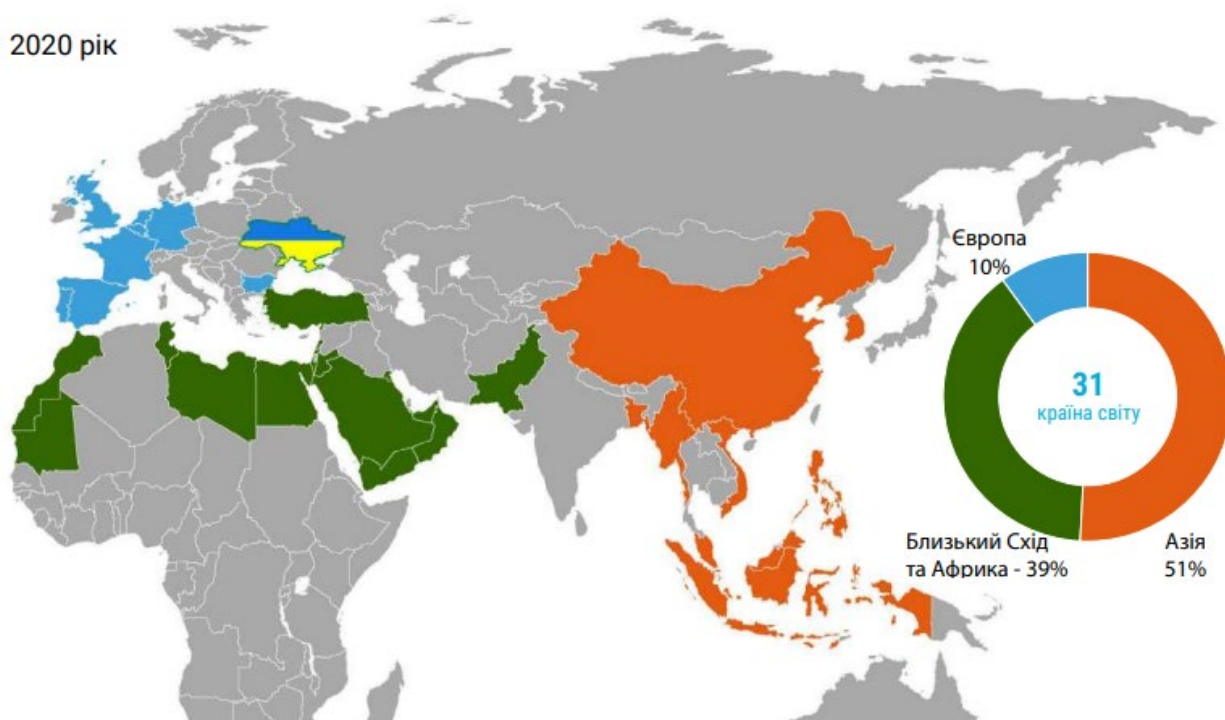 2020 рік
Європа
10%
31
країна світу
Близький Схід
та Африка - 39%
Азія
51%